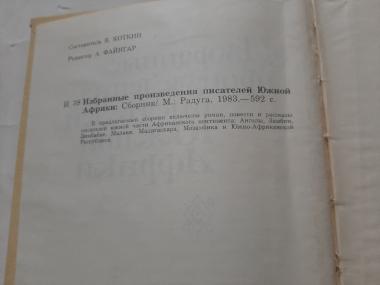 Составитель В. КОТКИН
Редактор А. ФАЙНГАР
И 38 Избранные произведения писателей Южной
Африки: Сборник/ М.: Радуга, 1983.—592 с.
В предлагаемый сборник включены роман, повести и рассказы
писателей южной части Африканского континента: Анголы, Замбии,
Зимбабве, Малави, Мадагаскара, Мозамбика и Южно-Африканской
Республики.